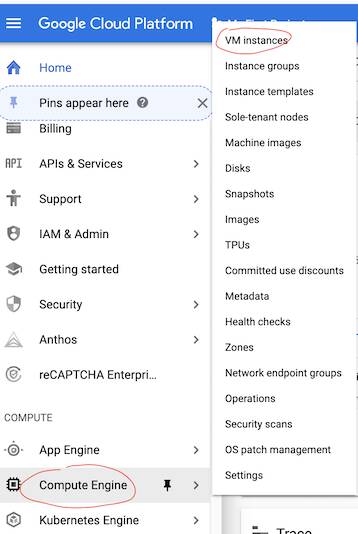 Google Cloud Platform
Home
Pins appear here
Billing
API APIs & Services
Support
IAM & Admin
Getting started
Security
Anthos
reCAPTCHA Enterpri...
COMPUTE
App Engine
Compute Engine
Kubernetes Engine
VM instances
Instance groups
Instance templates
Sole-tenant nodes
Machine images
Disks
Snapshots
Images
TPUs
Committed use discounts
Metadata
Health checks
Zones
Network endpoint groups
Operations
Security scans
OS patch management
Settings
Trace